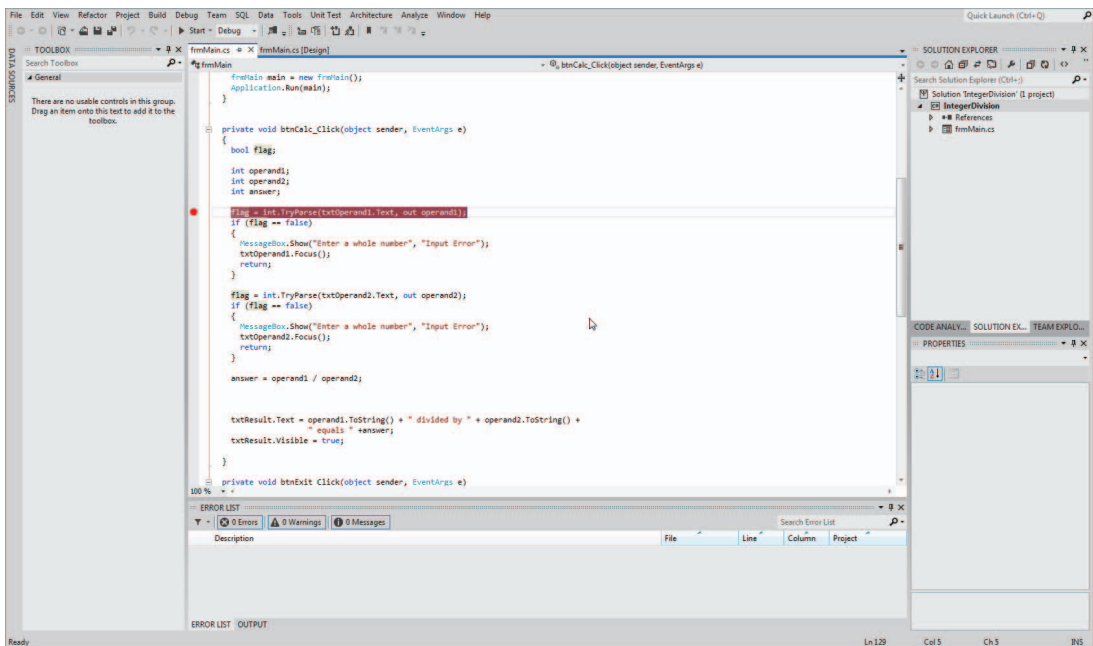 File Edit View Refactor Project Build Debug Team SQL Data Tools Unit Test Architecture Analyze Window Help
Quick Launch (Ctrl+Q)
Start Debug
DATA SOURCES
TOOLBOX
Search Toolbox
General
There are no usable controls in this group.
Drag an item onto this text to add it to the
toolbox.
frmMain.cs frmMain.cs [Design]
frmMain
btnCalc_Click(object sender, EventArgs e)
frmMain main = new frmMain();
Application.Run(main);
}
private void btnCalc_Click(object sender, EventArgs e)
{
bool flag;
int operand1;
int operand2;
int answer;
flag = int.TryParse(txtOperand1.Text, out operand1);
if (flag == false)
{
MessageBox.Show("Enter a whole number", "Input Error");
txtOperand1.Focus();
return;
}
flag = int.TryParse(txtOperand2.Text, out operand2);
if (flag == false)
{
MessageBox.Show("Enter a whole number", "Input Error");
txtOperand2.Focus();
return;
}
answer = operand1 / operand2;
txtResult.Text = operand1.ToString() + " divided by " + operand2.ToString() +
" equals " +answer;
txtResult.Visible = true;
}
private void btnExit Click(object sender, EventArgs e)
100 %
SOLUTION EXPLORER
Search Solution Explorer (Ctrl+;)
Solution 'IntegerDivision' (1 project)
C# IntegerDivision
References
frmMain.cs
CODE ANALY... SOLUTION EX... TEAM EXPLO...
PROPERTIES
ERROR LIST
0 Errors 0 Warnings 0 Messages
Search Error List
Description File Line Column Project
ERROR LIST OUTPUT
Ready Ln 129 Col 5 Ch 5 INS